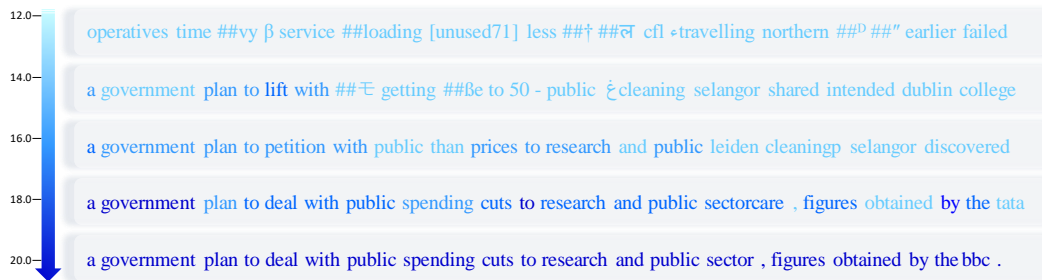 12.0
operatives time ##vy β service ##loading [unused71] less ##† ##ल cfl travelling northern ##ᴰ ##″ earlier failed
14.0
a government plan to lift with ##モ getting ##ße to 50 - public غ cleaning selangor shared intended dublin college
16.0
a government plan to petition with public than prices to research and public leiden cleaningp selangor discovered
18.0
a government plan to deal with public spending cuts to research and public sectorcare , figures obtained by the tata
20.0
a government plan to deal with public spending cuts to research and public sector , figures obtained by the bbc .